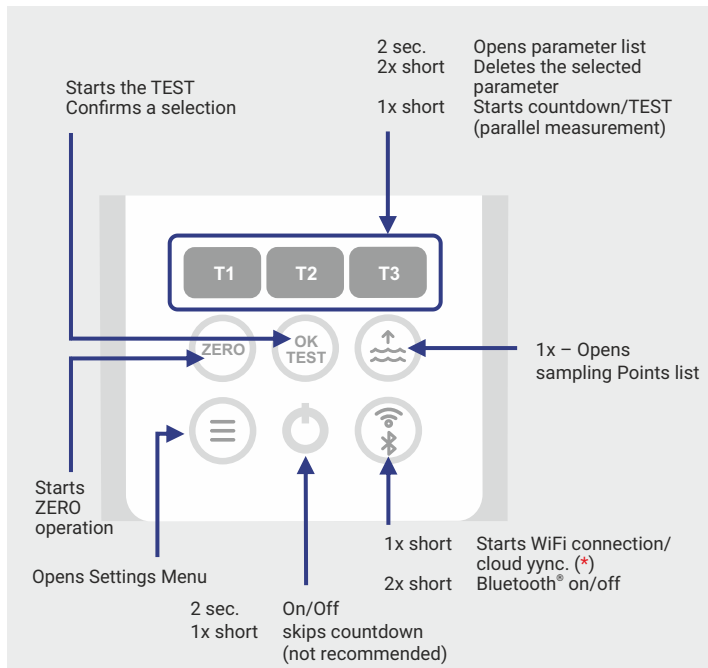 2 sec. Opens parameter list
2x short Deletes the selected
parameter
1x short Starts countdown/TEST
(parallel measurement)
Starts the TEST
Confirms a selection
T1 T2 T3
ZERO
OK
TEST
1x – Opens
sampling Points list
Starts
ZERO
operation
Opens Settings Menu
1x short Starts WiFi connection/
cloud yync. (*)
2x short Bluetooth® on/off
2 sec. On/Off
1x short skips countdown
(not recommended)